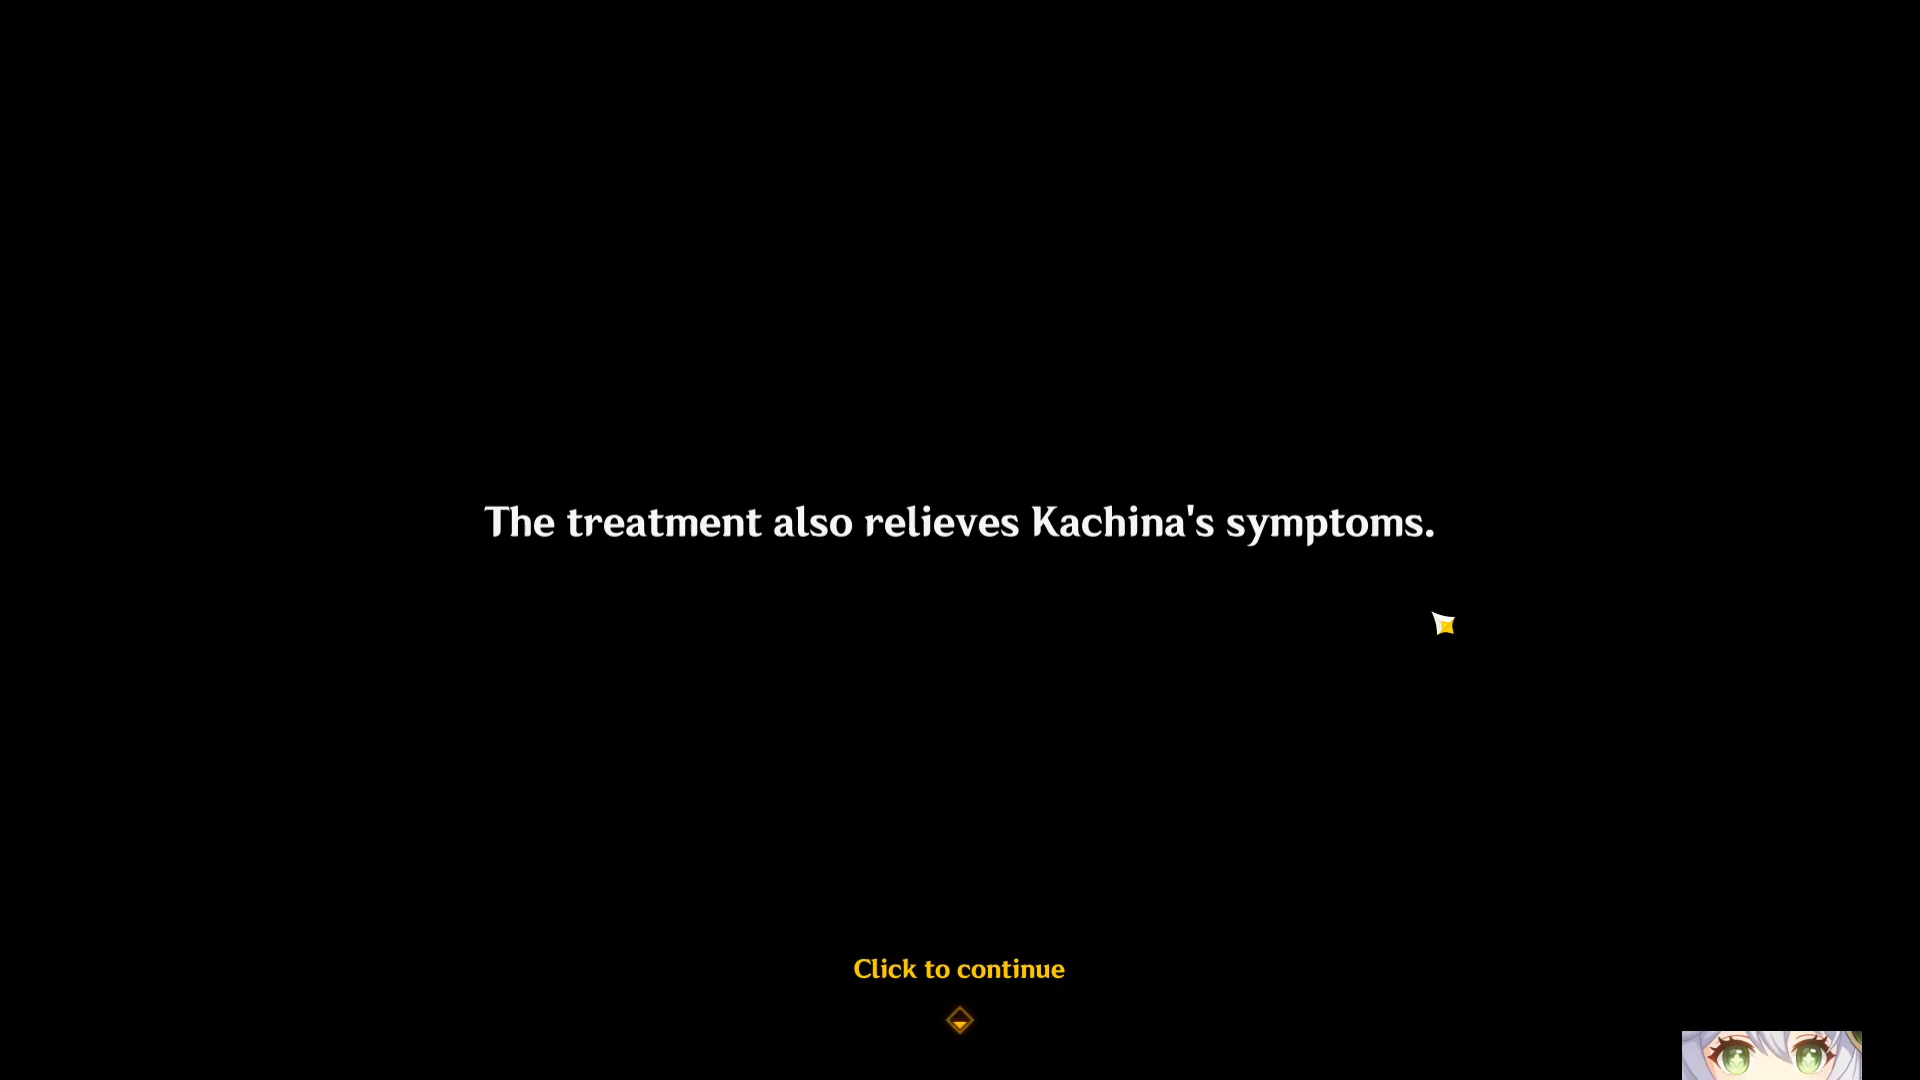 The treatment also relieves Kachina's symptoms.
Click to continue